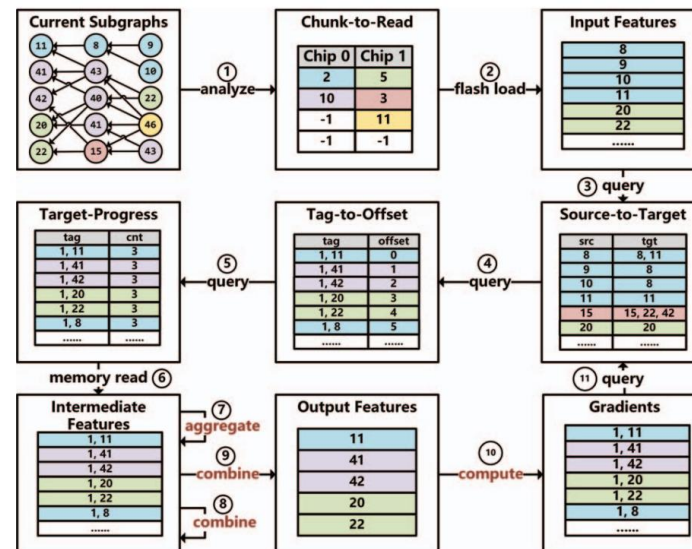 Current Subgraphs
11 8 9
41 43 10
42 40 22
20 41 46
22 15 43
① analyze
Chunk-to-Read
Chip 0 Chip 1
2 5
10 3
-1 11
-1 -1
② flash load
Input Features
8
9
10
11
20
22
......
③ query
Target-Progress
tag cnt
1, 11 3
1, 41 3
1, 42 3
1, 20 3
1, 22 3
1, 8 3
...... ......
⑤ query
Tag-to-Offset
tag offset
1, 11 0
1, 41 1
1, 42 2
1, 20 3
1, 22 4
1, 8 5
...... ......
④ query
Source-to-Target
src tgt
8 8, 11
9 8
10 8
11 11
15 15, 22, 42
20 20
...... ......
memory read ⑥
⑪ query
Intermediate
Features
1, 11
1, 41
1, 42
1, 20
1, 22
1, 8
......
⑦
aggregate
⑨
combine
⑧
combine
Output Features
11
41
42
20
22
⑩
compute
Gradients
1, 11
1, 41
1, 42
1, 20
1, 22
1, 8
......